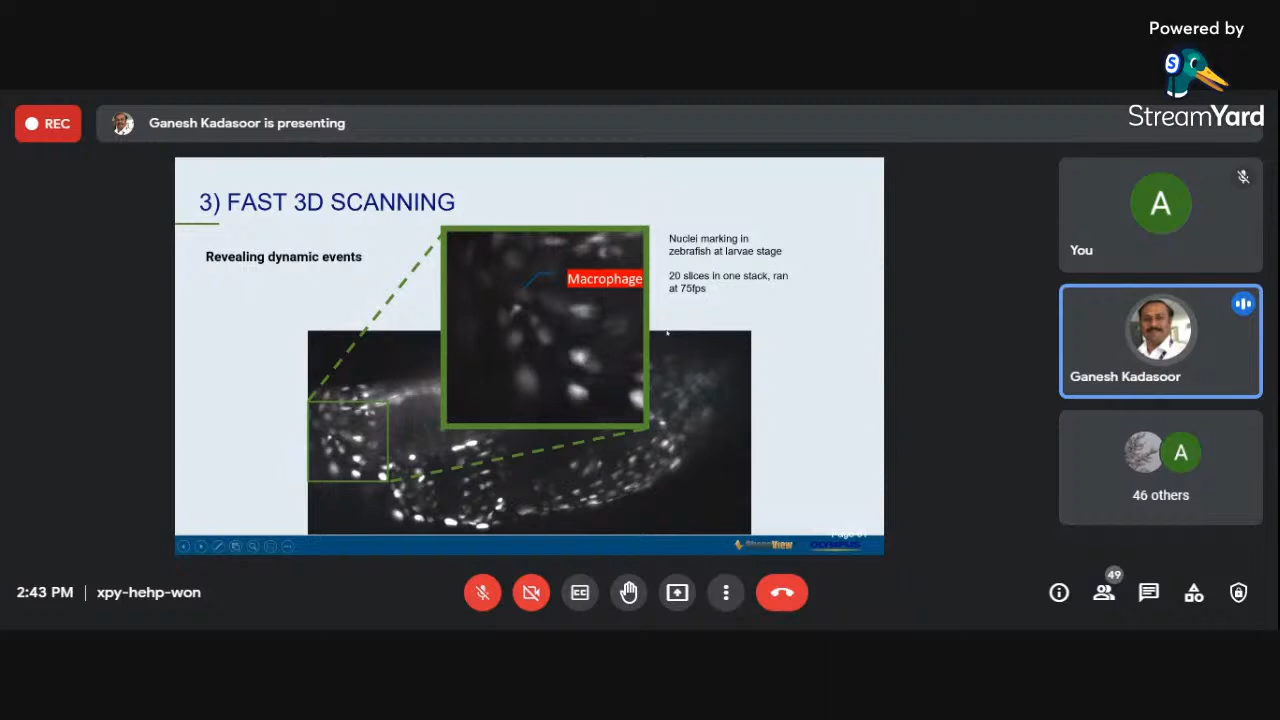 Powered by
StreamYard
REC
Ganesh Kadasoor is presenting
3) FAST 3D SCANNING
Revealing dynamic events
Macrophage
Nuclei marking in
zebrafish at larvae stage
20 slices in one stack, ran
at 75fps
A
You
Ganesh Kadasoor
A
46 others
OLYMPUS
2:43 PM
xpy-hehp-won
CC
49